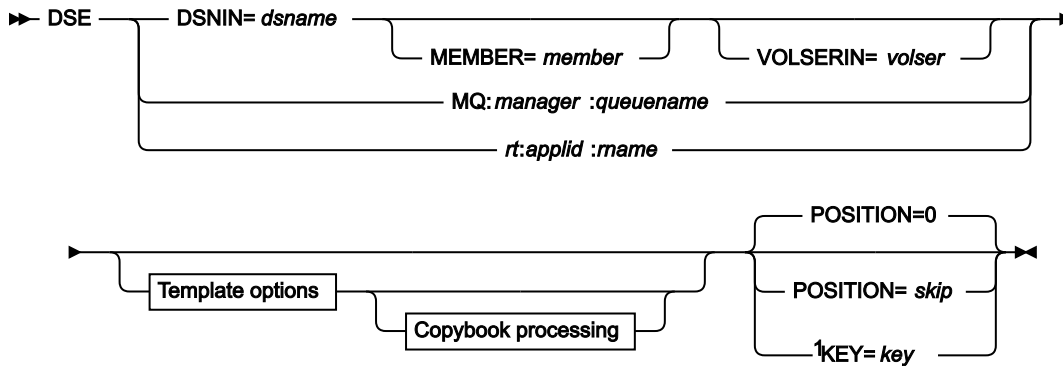 DSE DSNIN= dsname
MEMBER= member
VOLSERIN= volser
MQ: manager :queuename
rt:applid :rname
Template options
Copybook processing
POSITION=0
POSITION= skip
1KEY= key